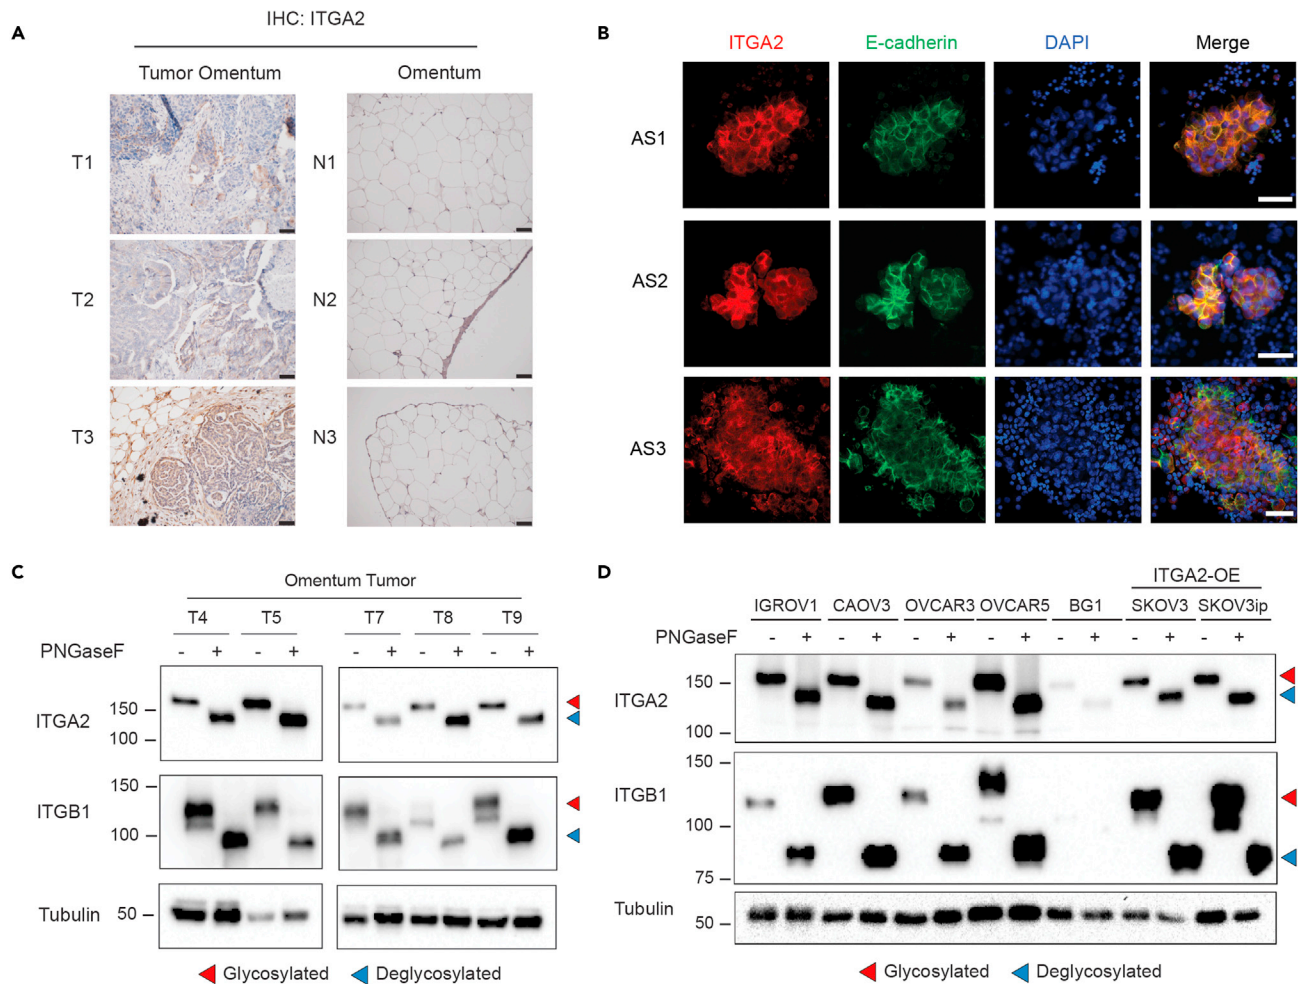 A
IHC: ITGA2
Tumor Omentum
Omentum
T1
N1
T2
N2
T3
N3
B
ITGA2
E-cadherin
DAPI
Merge
AS1
AS2
AS3
C
Omentum Tumor
T4
T5
T7
T8
T9
PNGaseF
- + - + - + - + - +
ITGA2
150
100
ITGB1
150
100
Tubulin
50
Glycosylated
Deglycosylated
D
ITGA2-OE
IGROV1
CAOV3
OVCAR3
OVCAR5
BG1
SKOV3
SKOV3ip
PNGaseF
- + - + - + - + - + - + - +
ITGA2
150
100
ITGB1
150
100
75
Tubulin
50
Glycosylated
Deglycosylated